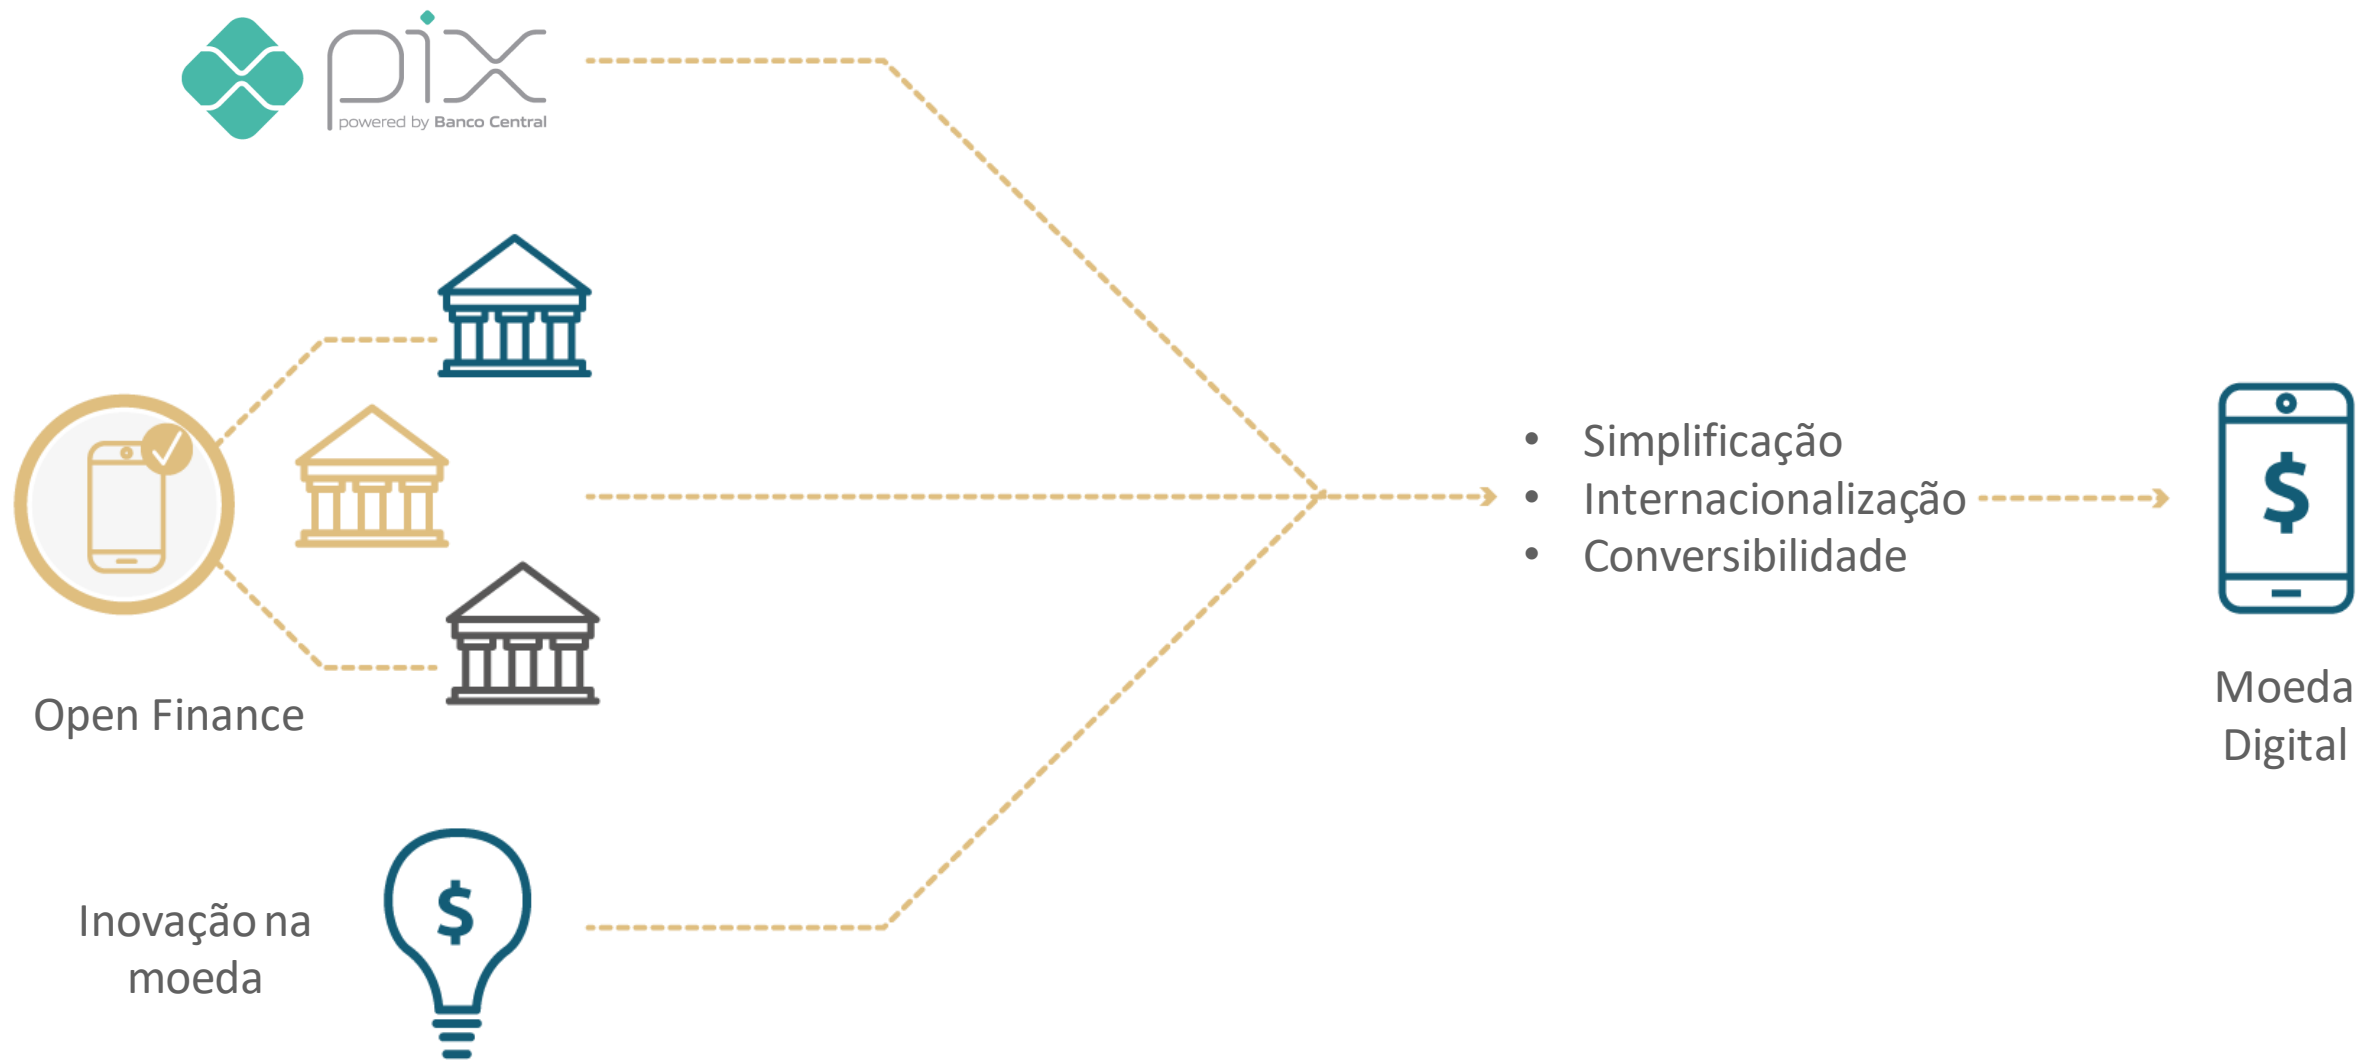 pix
powered by Banco Central
Open Finance
Inovação na
moeda
$
• Simplificação
• Internacionalização
• Conversibilidade
$
Moeda
Digital